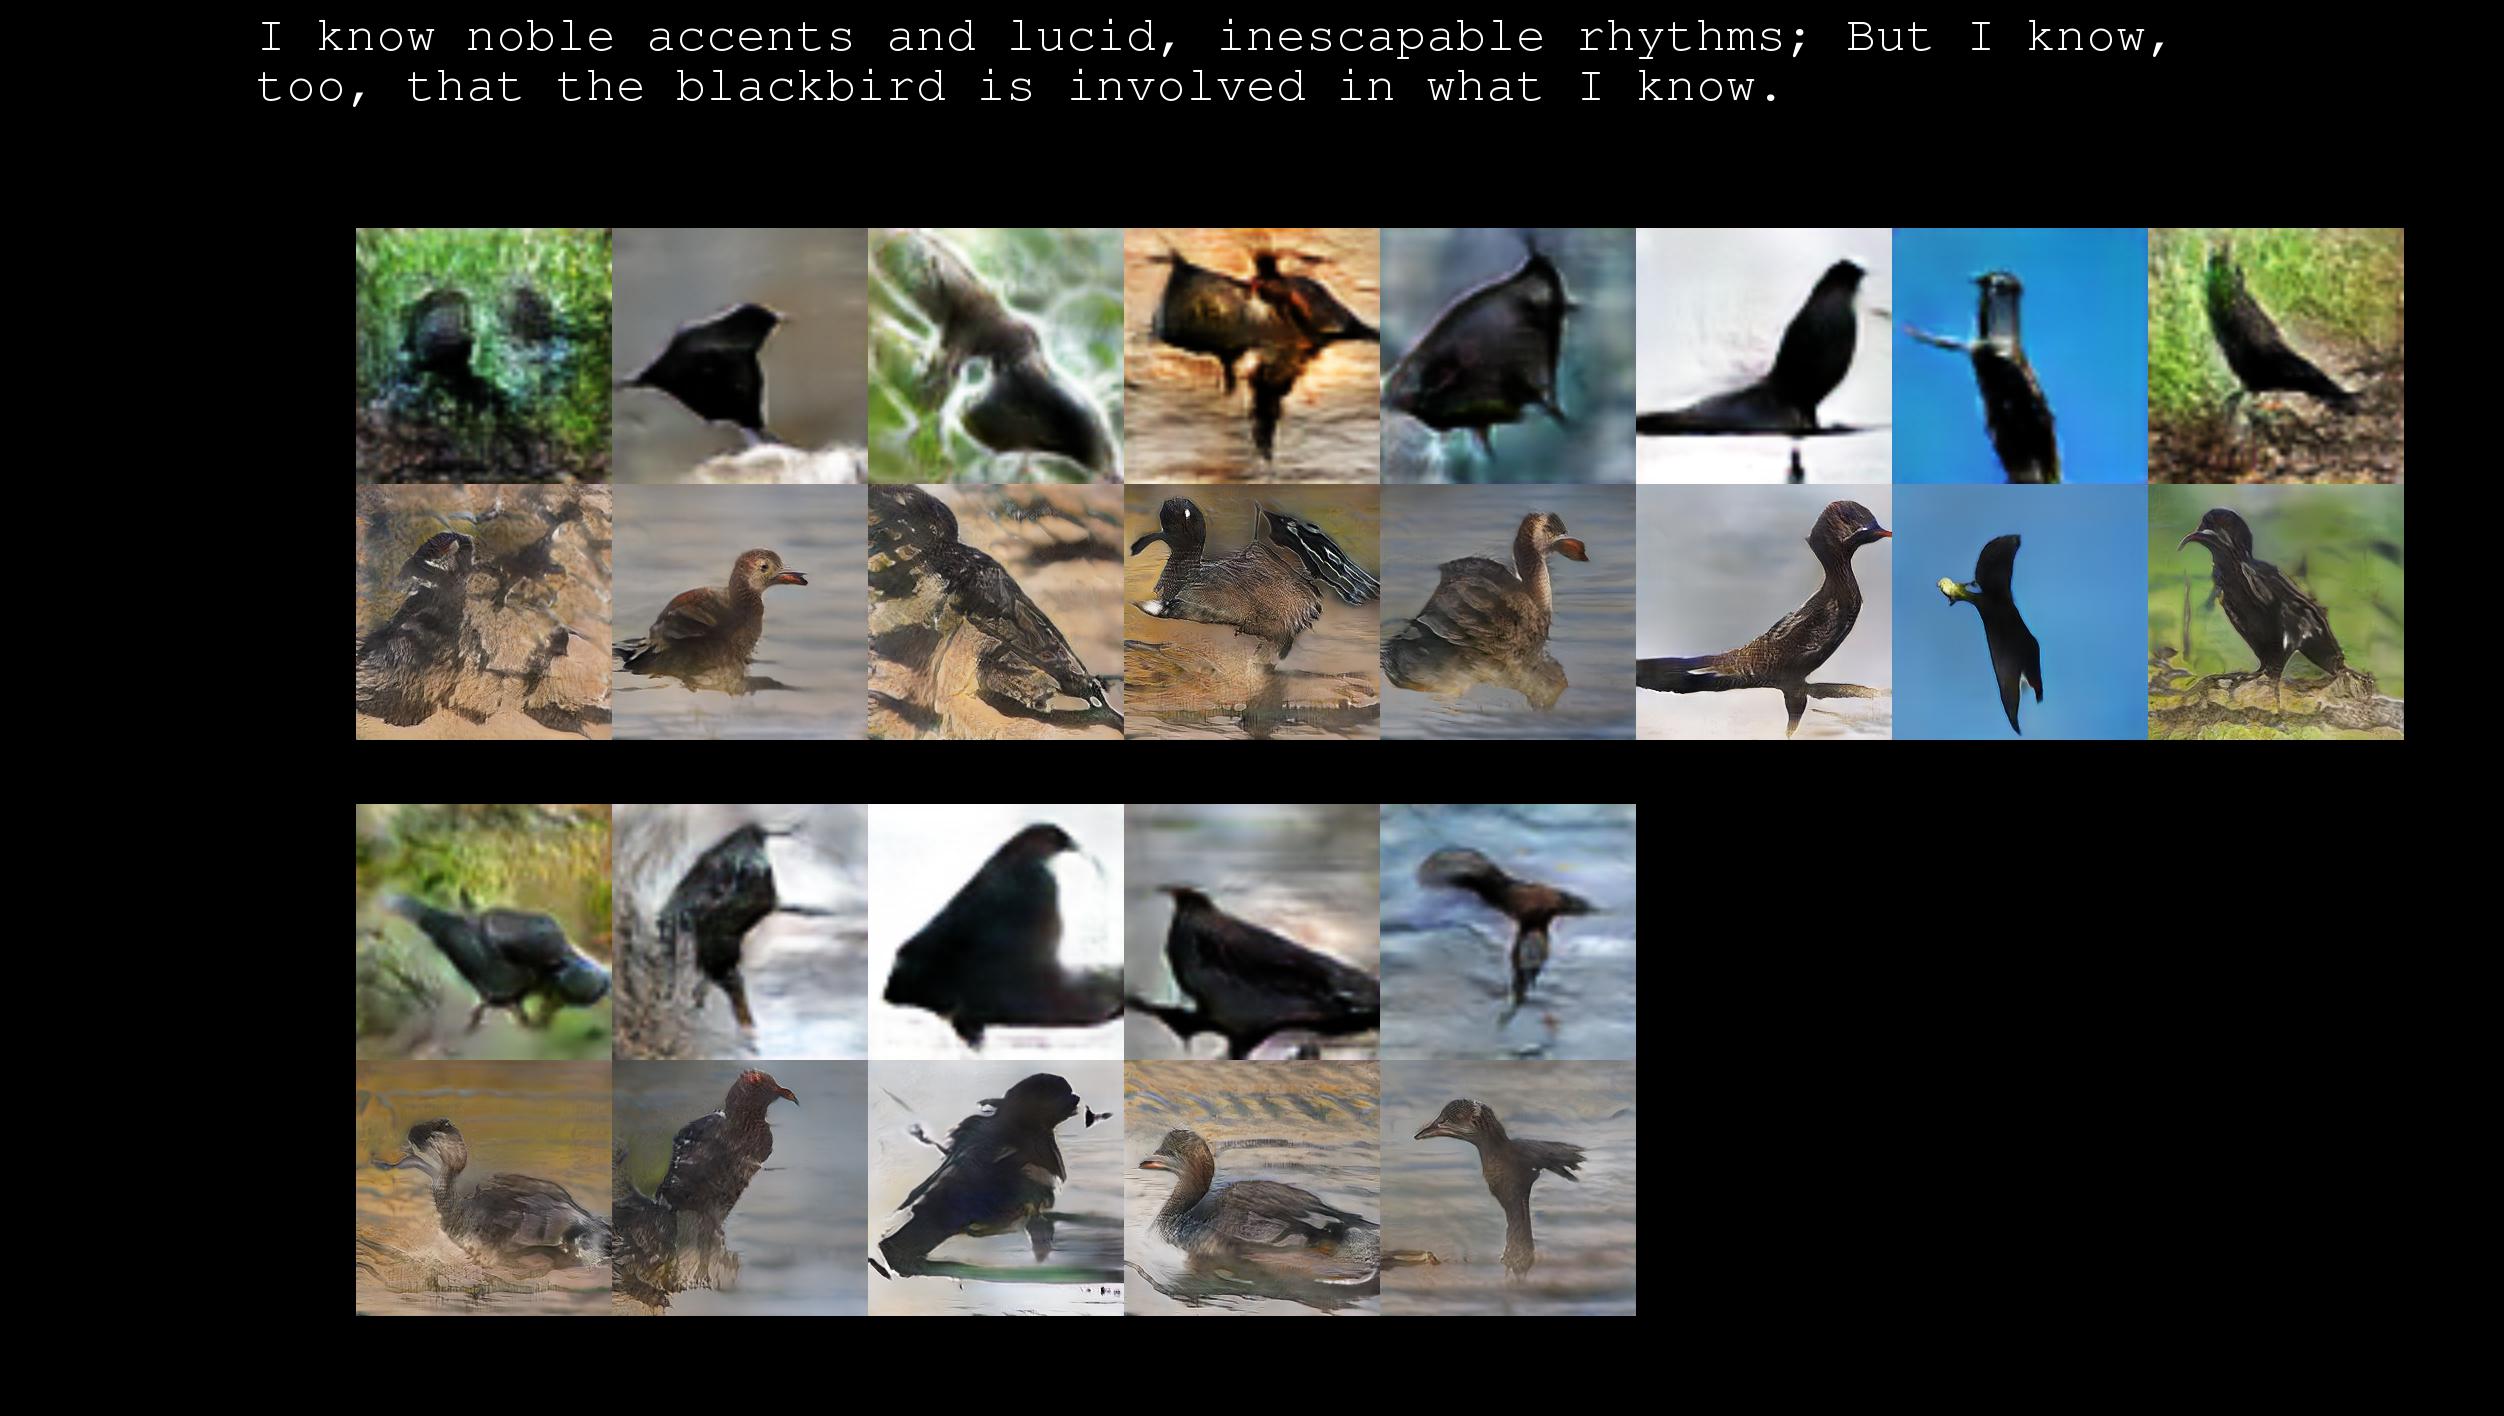 I know noble accents and lucid, inescapable rhythms; But I know,
too, that the blackbird is involved in what I know.